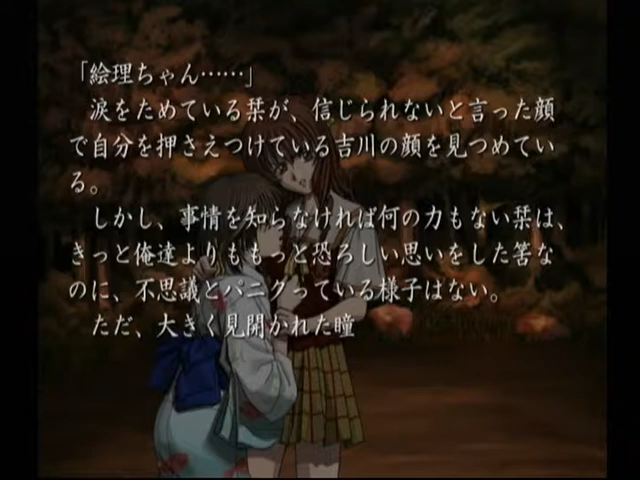 「絵理ちゃん……」
　涙をためている栞が、信じられないと言った顔
で自分を押さえつけている吉川の顔を見つめてい
る。
　しかし、事情を知らなければ何の力もない栞は、
きっと俺達よりももっと恐ろしい思いをした筈な
のに、不思議とパニクっている様子はない。
　ただ、大きく見開かれた瞳